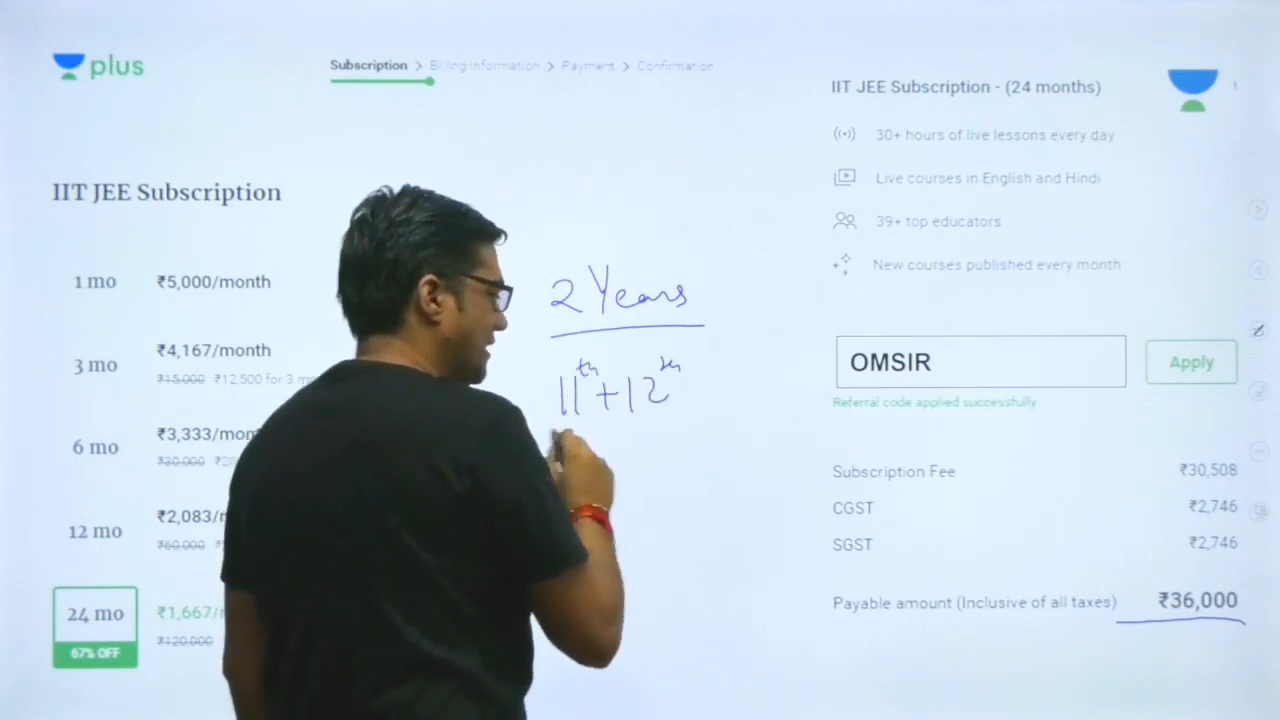 plus
Subscription > Billing Information > Payment > Confirmation
IIT JEE Subscription
1 mo ₹5,000/month
3 mo ₹4,167/month
₹15,000 ₹12,500 for 3
6 mo ₹3,333/mon
₹30,000
12 mo ₹2,083/
₹60,000
24 mo ₹1,667/
67% OFF ₹120,000
2 Years
11th + 12th
IIT JEE Subscription - (24 months)
30+ hours of live lessons every day
Live courses in English and Hindi
39+ top educators
New courses published every month
OMSIR Apply
Referral code applied successfully
Subscription Fee ₹30,508
CGST ₹2,746
SGST ₹2,746
Payable amount (Inclusive of all taxes) ₹36,000